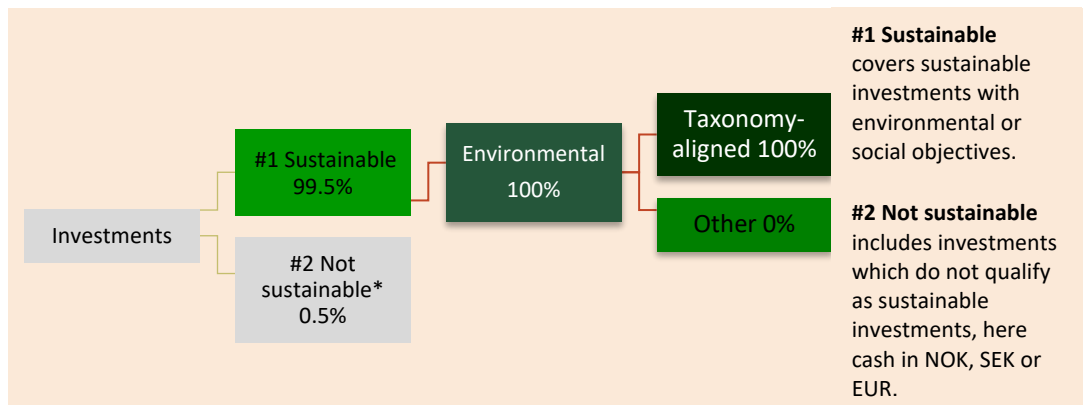 Investments
#1 Sustainable
99.5%
#2 Not
sustainable*
0.5%
Environmental
100%
Taxonomy-
aligned 100%
Other 0%
#1 Sustainable
covers sustainable
investments with
environmental or
social objectives.
#2 Not sustainable
includes investments
which do not qualify
as sustainable
investments, here
cash in NOK, SEK or
EUR.